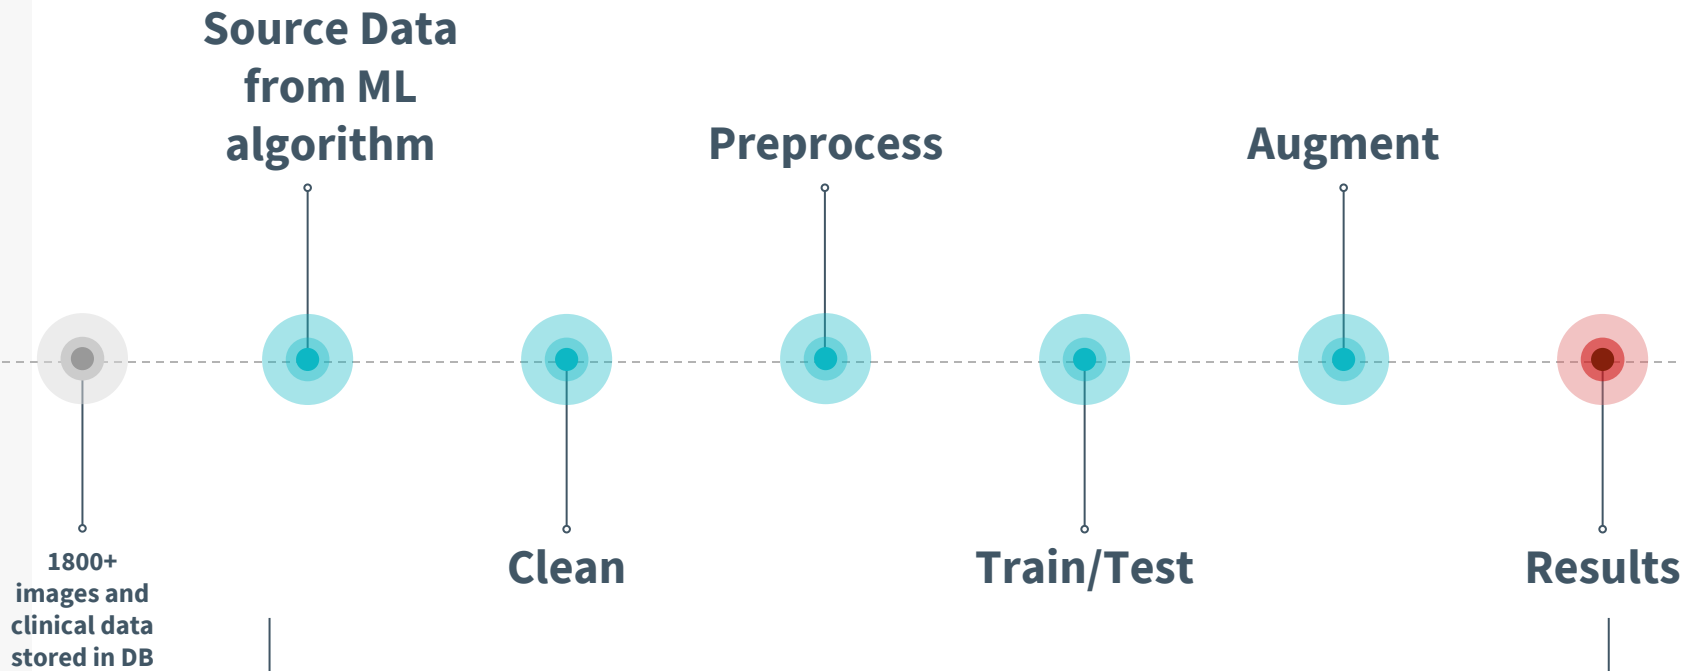 Source Data
from ML
algorithm
Preprocess
Augment
1800+
images and
clinical data
stored in DB
Clean
Train/Test
Results